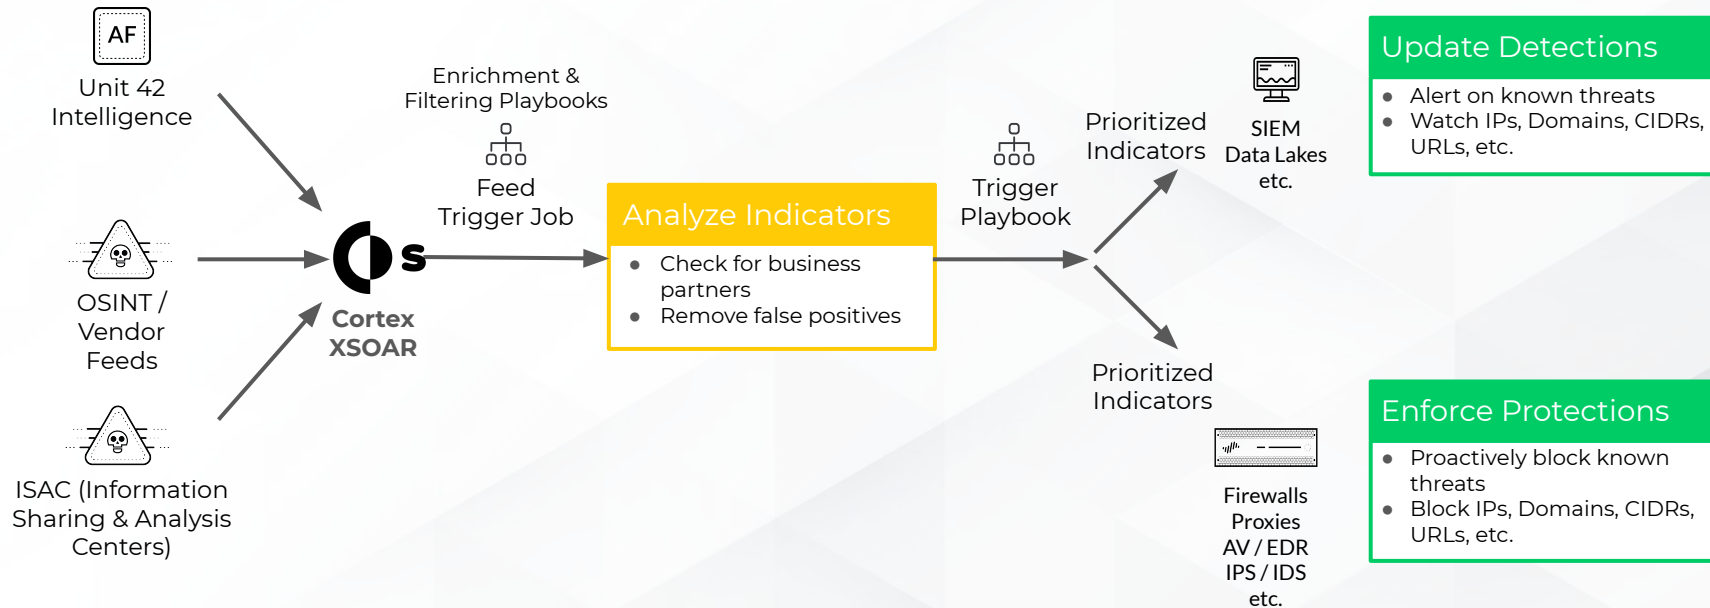 AF
Unit 42
Intelligence
OSINT /
Vendor
Feeds
ISAC (Information
Sharing & Analysis
Centers)
s
Cortex
XSOAR
Enrichment &
Filtering Playbooks
Feed
Trigger Job
Analyze Indicators
● Check for business
partners
● Remove false positives
Trigger
Playbook
Prioritized
Indicators
SIEM
Data Lakes
etc.
Update Detections
● Alert on known threats
● Watch IPs, Domains, CIDRs,
URLs, etc.
Prioritized
Indicators
Firewalls
Proxies
AV / EDR
IPS / IDS
etc.
Enforce Protections
● Proactively block known
threats
● Block IPs, Domains, CIDRs,
URLs, etc.